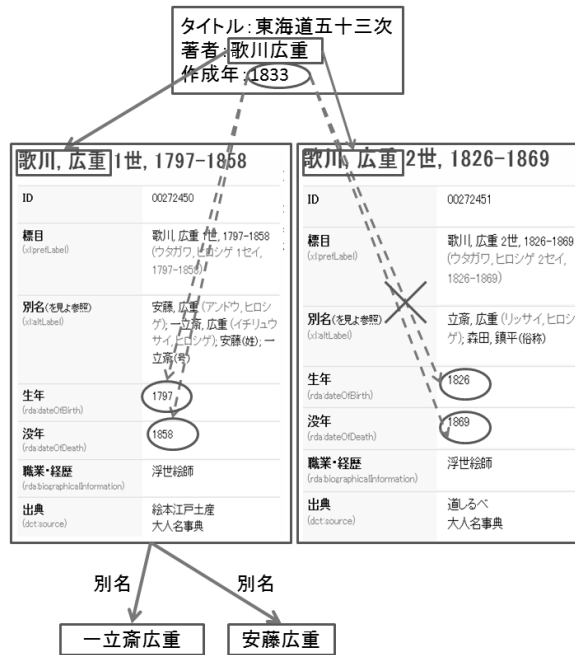 タイトル:東海道五十三次
著者:歌川広重
作成年:1833
歌川, 広重 1世, 1797-1858
ID 00272450
標目 歌川, 広重 1世, 1797-1858
(xl:prefLabel) (ウタガワ, ヒロシゲ 1セイ,
1797-1858)
別名(を見よ参照) 安藤, 広重 (アンドウ, ヒロシ
(xl:altLabel) ゲ); 一立斎, 広重 (イチリュウ
サイ, ヒロシゲ); 安藤(姓); 一
立斎(号)
生年 1797
(rda:dateOfBirth)
没年 1858
(rda:dateOfDeath)
職業・経歴 浮世絵師
(rda:biographicalInformation)
出典 絵本江戸土産
(dct:source) 大人名事典
歌川, 広重 2世, 1826-1869
ID 00272451
標目 歌川, 広重 2世, 1826-1869
(xl:prefLabel) (ウタガワ, ヒロシゲ 2セイ,
1826-1869)
別名(を見よ参照) 立斎, 広重 (リッサイ, ヒロシ
(xl:altLabel) ゲ); 森田, 鎮平(俗称)
生年 1826
(rda:dateOfBirth)
没年 1869
(rda:dateOfDeath)
職業・経歴 浮世絵師
(rda:biographicalInformation)
出典 道しるべ
(dct:source) 大人名事典
別名 別名
一立斎広重 安藤広重